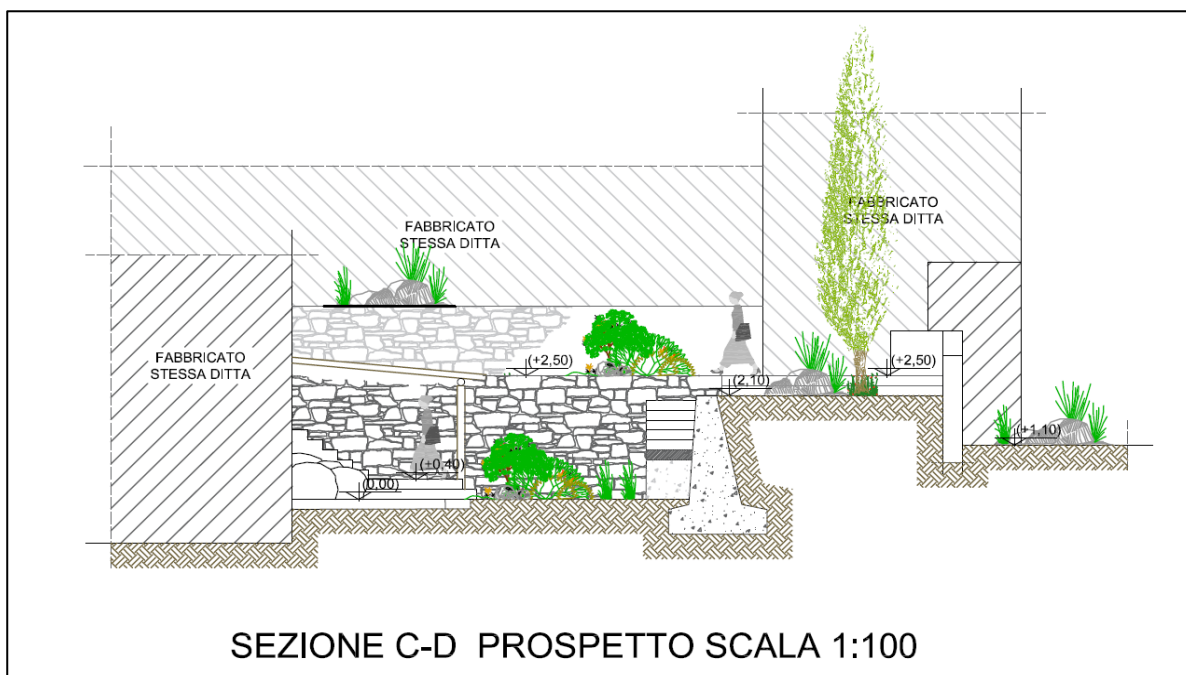 FABBRICATO
STESSA DITTA
FABBRICATO
STESSA DITTA
FABBRICATO
STESSA DITTA
(+2,50)
(+2,50)
(2,10)
(+1,10)
(+0,40)
(0,00)
SEZIONE C-D PROSPETTO SCALA 1:100